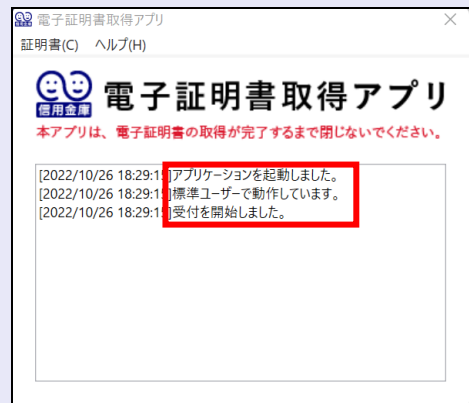 電子証明書取得アプリ
証明書(C) ヘルプ(H)
信用金庫
電子証明書取得アプリ
本アプリは、電子証明書の取得が完了するまで閉じないでください。
[2022/10/26 18:29:15]アプリケーションを起動しました。
[2022/10/26 18:29:15]標準ユーザーで動作しています。
[2022/10/26 18:29:15]受付を開始しました。